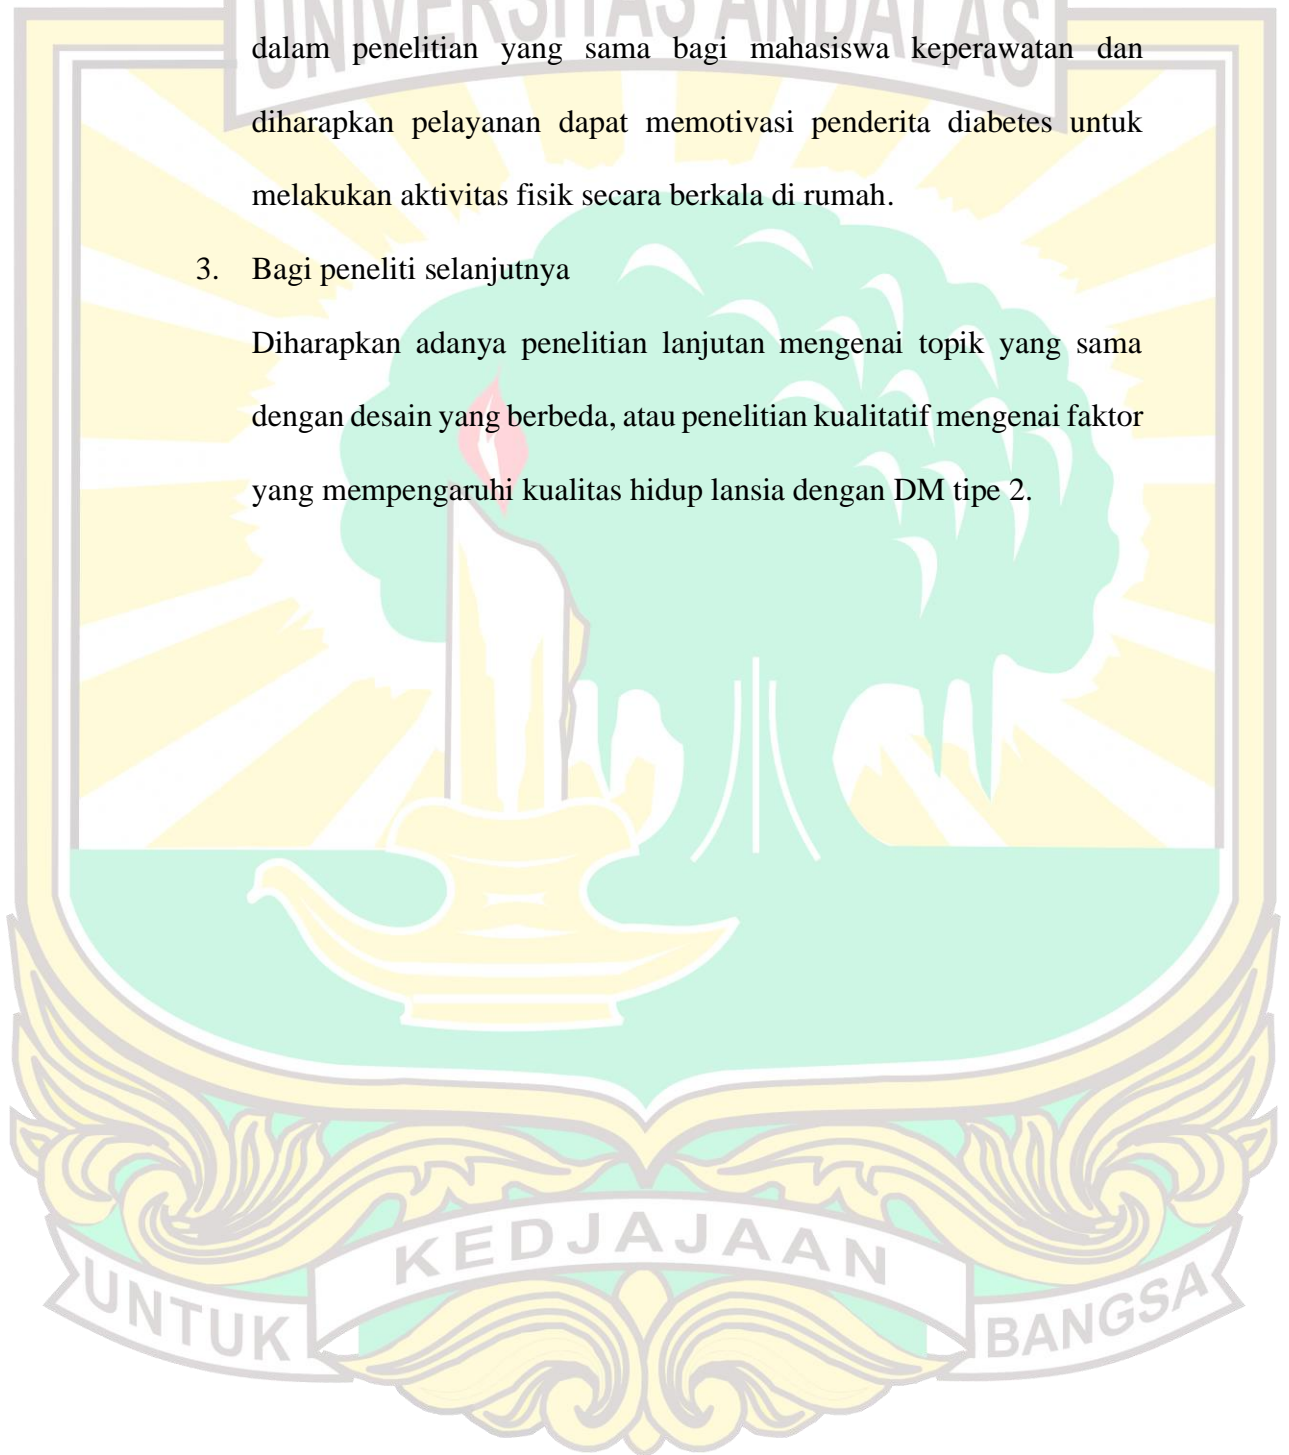 UNIVERSITAS ANDALAS
dalam penelitian yang sama bagi mahasiswa keperawatan dan
diharapkan pelayanan dapat memotivasi penderita diabetes untuk
melakukan aktivitas fisik secara berkala di rumah.
3. Bagi peneliti selanjutnya
Diharapkan adanya penelitian lanjutan mengenai topik yang sama
dengan desain yang berbeda, atau penelitian kualitatif mengenai faktor
yang mempengaruhi kualitas hidup lansia dengan DM tipe 2.
UNTUK KEDJAJAAN BANGSA